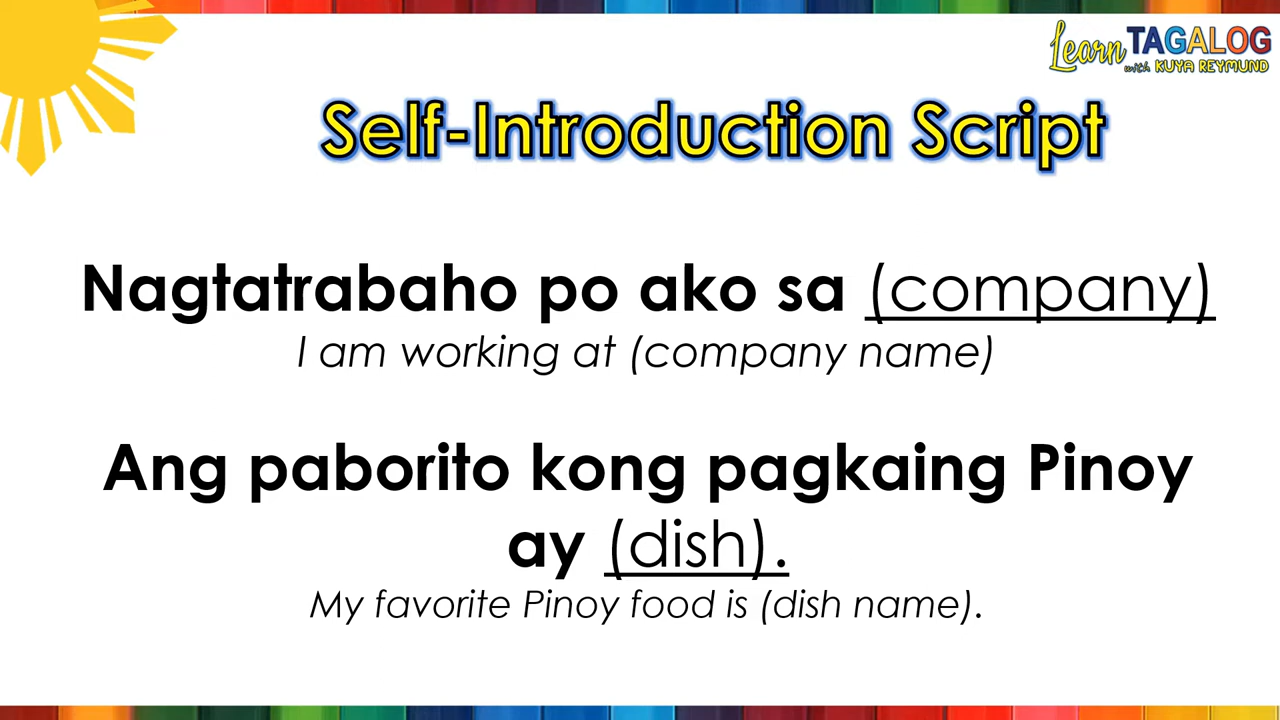 Learn TAGALOG
with KUYA REYMUND
Self-Introduction Script
Nagtatrabaho po ako sa (company)
I am working at (company name)
Ang paborito kong pagkaing Pinoy
ay (dish).
My favorite Pinoy food is (dish name).